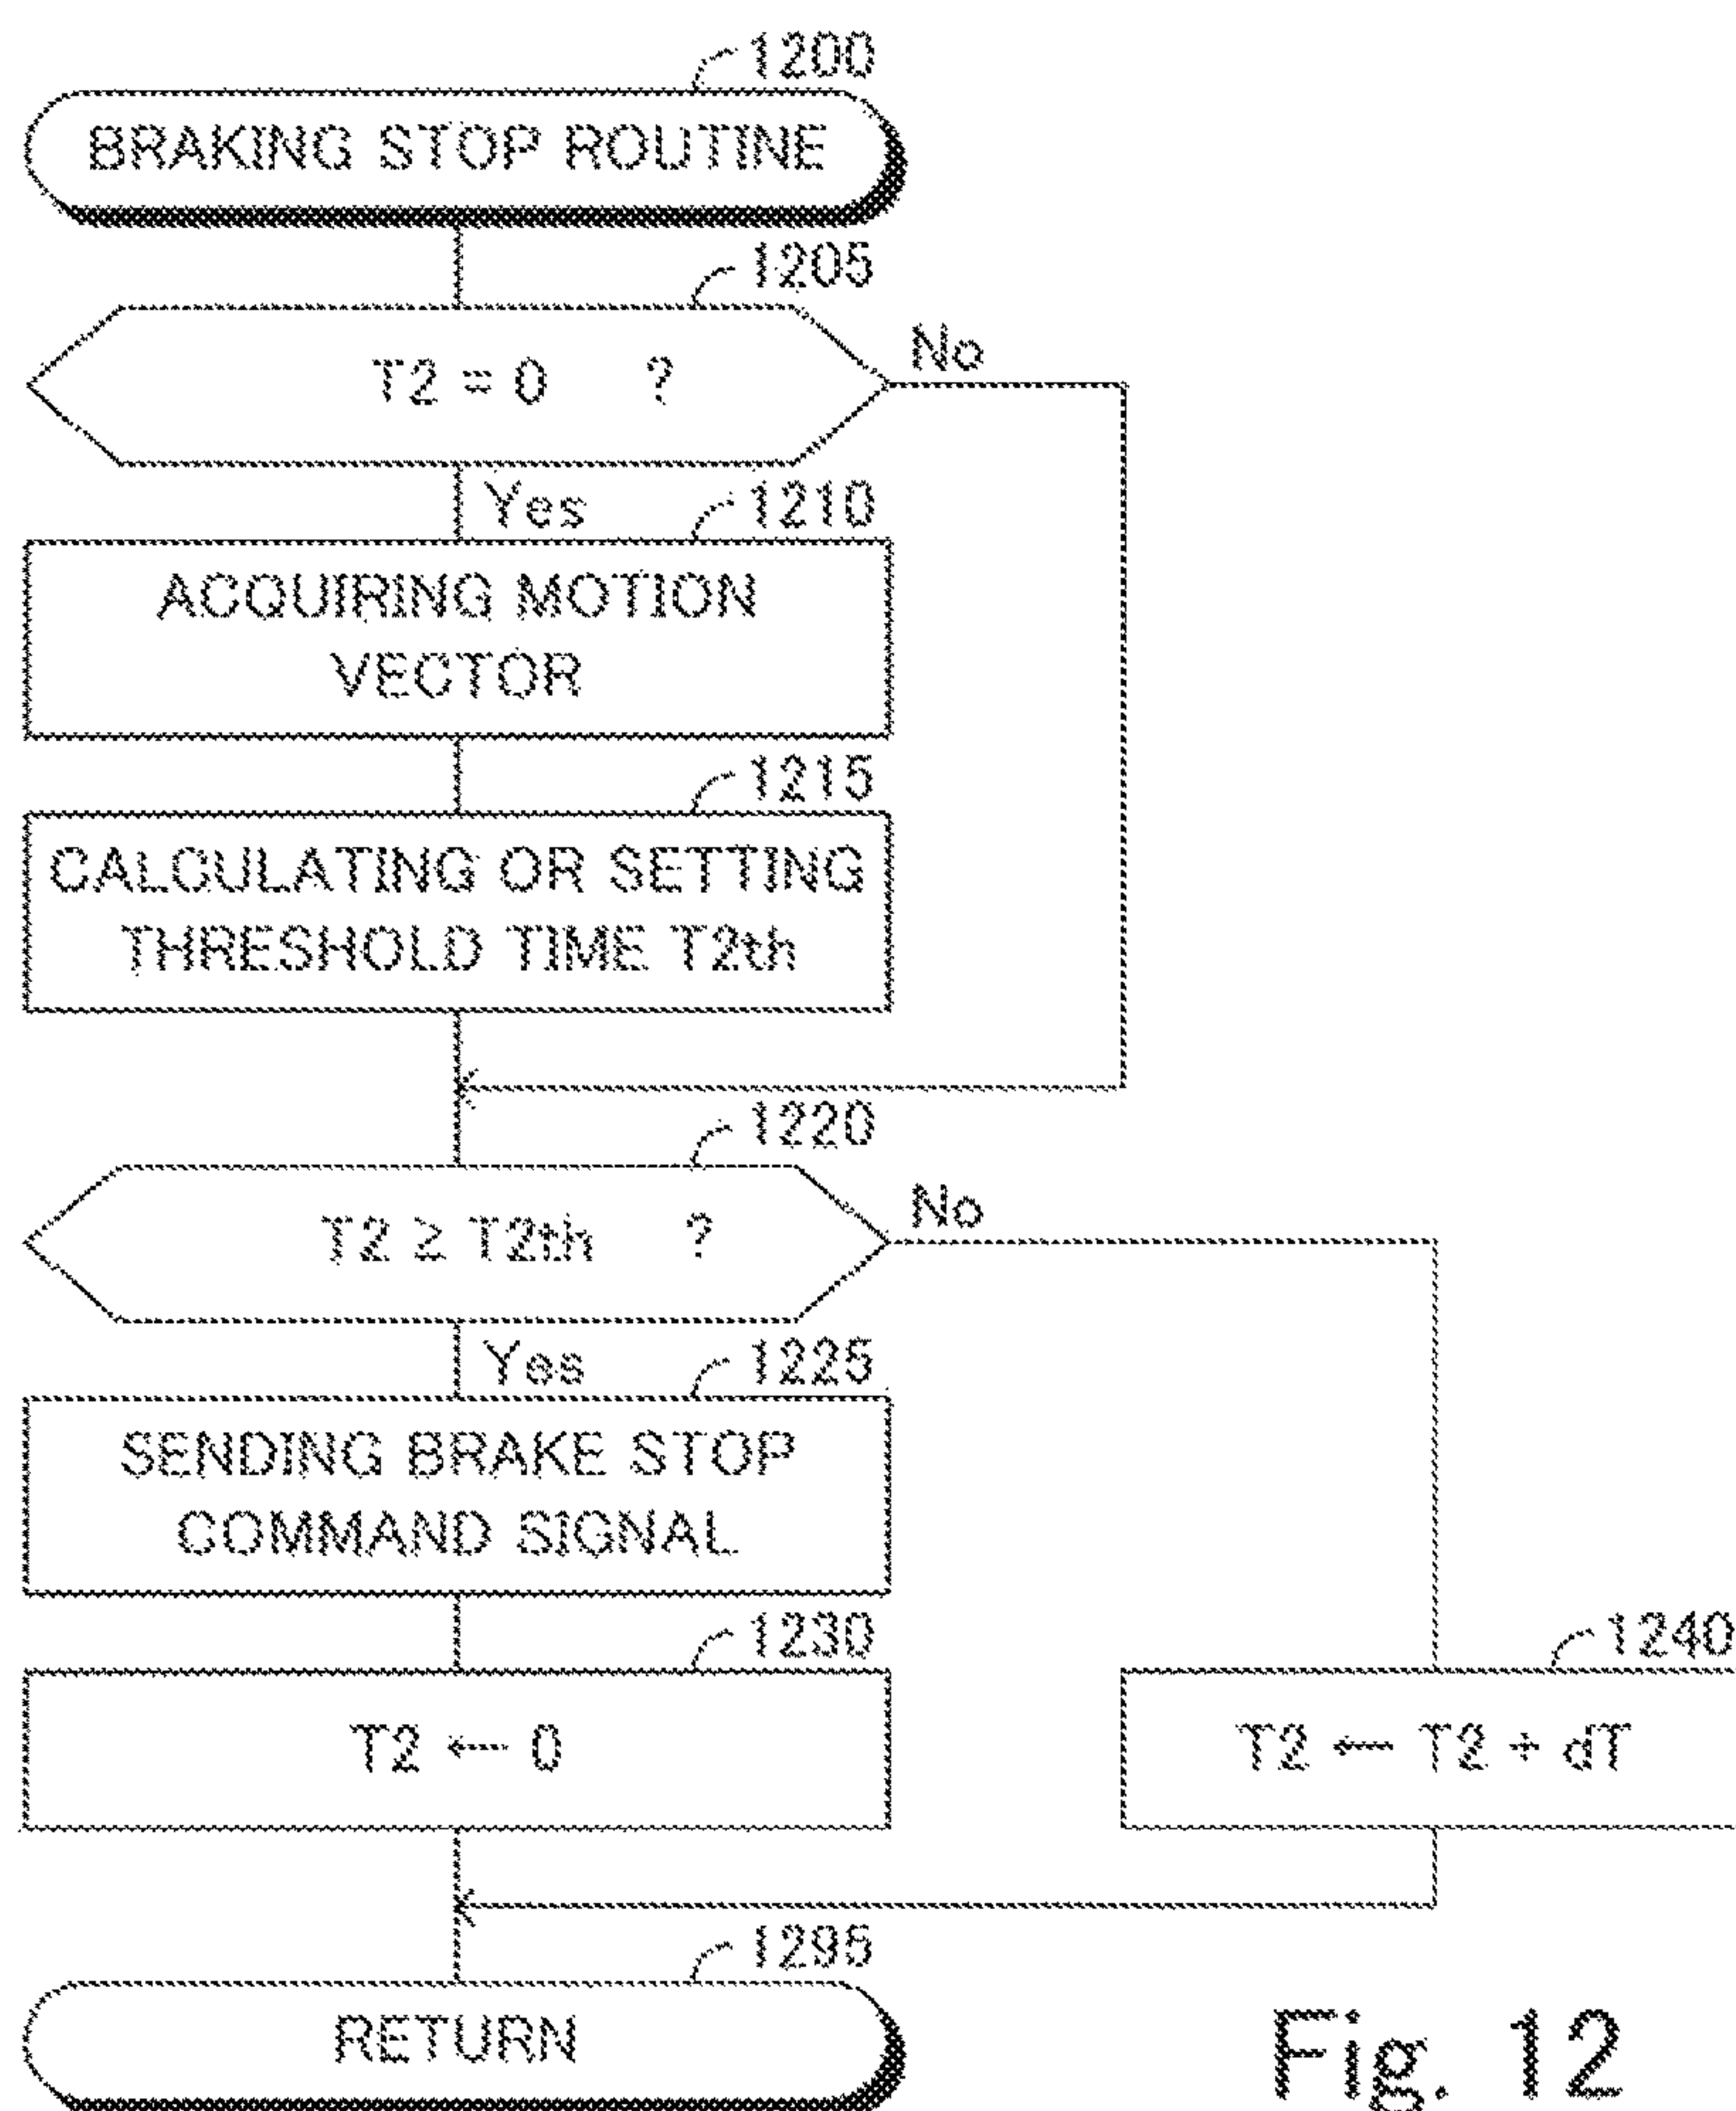 1200
BRAKING STOP ROUTINE
1205
T2 = 0 ?
No
Yes
1210
ACQUIRING MOTION
VECTOR
1215
CALCULATING OR SETTING
THRESHOLD TIME T2th
1220
T2 ≥ T2th ?
No
Yes
1225
SENDING BRAKE STOP
COMMAND SIGNAL
1230
T2 ← 0
1240
T2 ← T2 + dT
1295
RETURN
Fig. 12